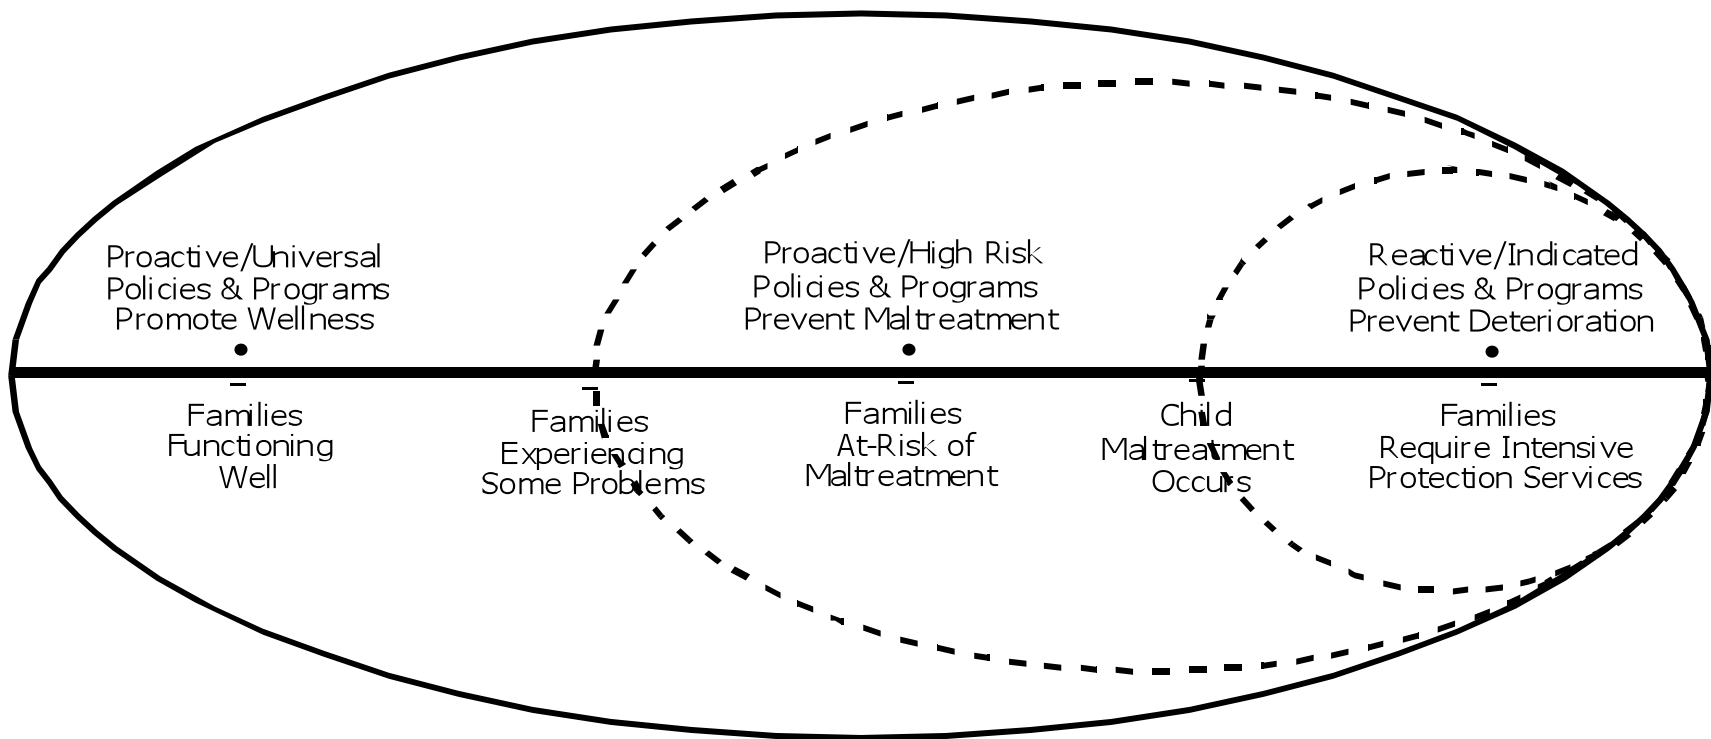 Proactive/Universal
Policies & Programs
Promote Wellness
Proactive/High Risk
Policies & Programs
Prevent Maltreatment
Reactive/Indicated
Policies & Programs
Prevent Deterioration
Families
Functioning
Well
Families
Experiencing
Some Problems
Families
At-Risk of
Maltreatment
Child
Maltreatment
Occurs
Families
Require Intensive
Protection Services